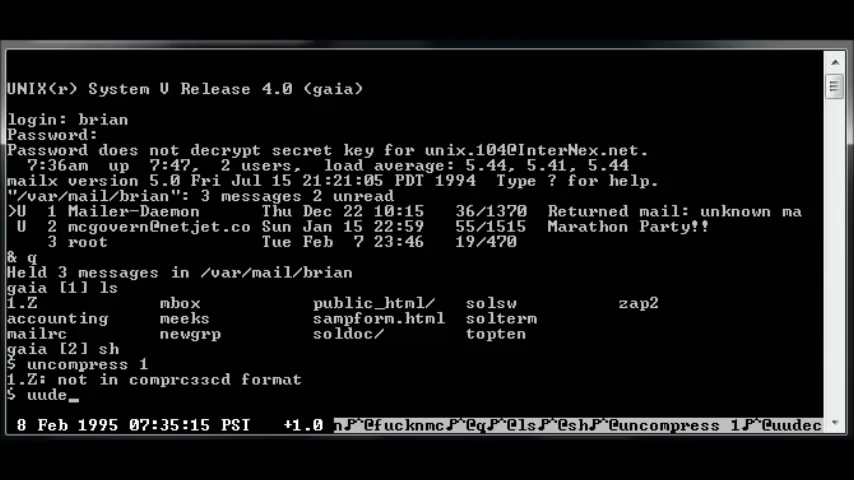 UNIX(r) System V Release 4.0 (gaia)
login: brian
Password:
Password does not decrypt secret key for unix.104@InterNex.net.
7:36am up 7:47, 2 users, load average: 5.44, 5.41, 5.44
mailx version 5.0 Fri Jul 15 21:21:05 PDT 1994 Type ? for help.
"/var/mail/brian": 3 messages 2 unread
>U 1 Mailer-Daemon Thu Dec 22 10:15 36/1370 Returned mail: unknown ma
U 2 mcgovern@netjet.co Sun Jan 15 22:59 55/1515 Marathon Party!!
3 root Tue Feb 7 23:46 19/470
& q
Held 3 messages in /var/mail/brian
gaia [1] ls
1.Z mbox public_html/ solsw zap2
accounting meeks sampform.html solterm
mailrc newgrp soldoc/ topten
gaia [2] sh
$ uncompress 1
1.Z: not in comprc33cd format
$ uude_
8 Feb 1995 07:35:15 PSI +1.0 n♪^@fucknmc♪^@q♪^@ls♪^@sh♪^@uncompress 1♪^@uudec